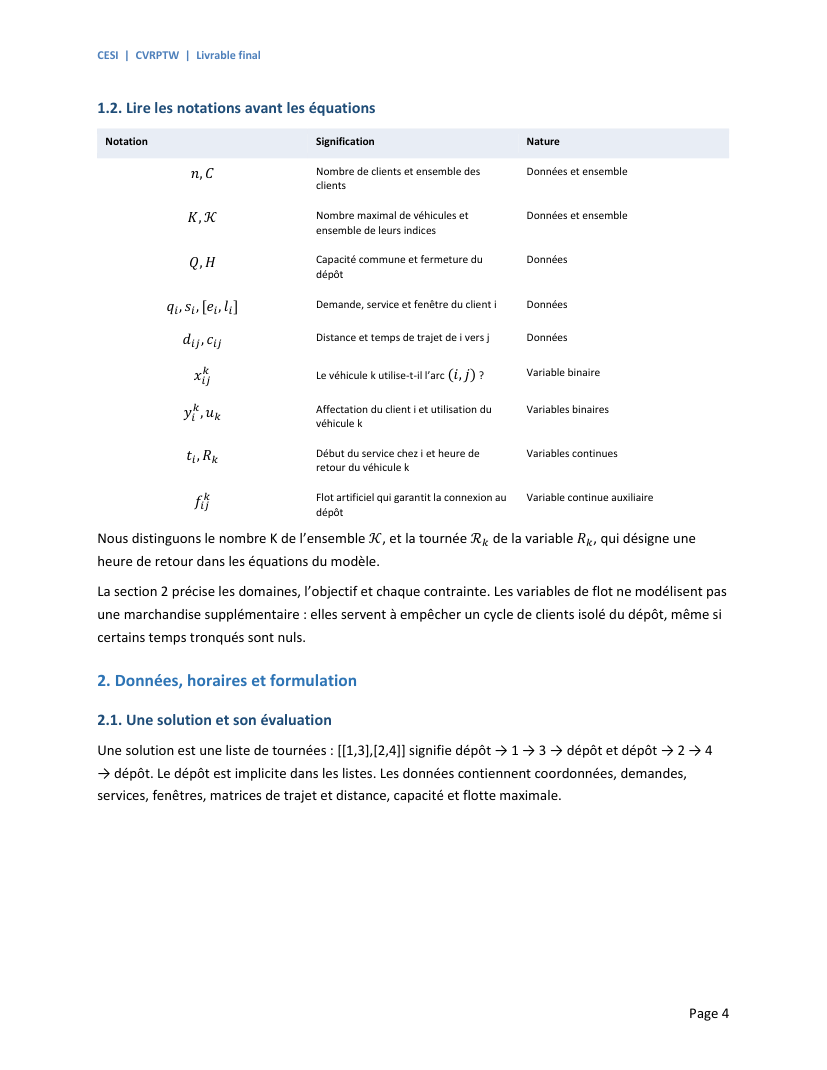 CESI | CVRPTW | Livrable final
1.2. Lire les notations avant les équations
Notation Signification Nature
n, C Nombre de clients et ensemble des clients Données et ensemble
K, 𝒦 Nombre maximal de véhicules et ensemble de leurs indices Données et ensemble
Q, H Capacité commune et fermeture du dépôt Données
q_i, s_i, [e_i, l_i] Demande, service et fenêtre du client i Données
d_{ij}, c_{ij} Distance et temps de trajet de i vers j Données
x_{ij}^k Le véhicule k utilise-t-il l’arc (i, j) ? Variable binaire
y_i^k, u_k Affectation du client i et utilisation du véhicule k Variables binaires
t_i, R_k Début du service chez i et heure de retour du véhicule k Variables continues
f_{ij}^k Flot artificiel qui garantit la connexion au dépôt Variable continue auxiliaire
Nous distinguons le nombre K de l’ensemble 𝒦, et la tournée ℛ_k de la variable R_k, qui désigne une
heure de retour dans les équations du modèle.
La section 2 précise les domaines, l’objectif et chaque contrainte. Les variables de flot ne modélisent pas
une marchandise supplémentaire : elles servent à empêcher un cycle de clients isolé du dépôt, même si
certains temps tronqués sont nuls.
2. Données, horaires et formulation
2.1. Une solution et son évaluation
Une solution est une liste de tournées : [[1,3],[2,4]] signifie dépôt → 1 → 3 → dépôt et dépôt → 2 → 4
→ dépôt. Le dépôt est implicite dans les listes. Les données contiennent coordonnées, demandes,
services, fenêtres, matrices de trajet et distance, capacité et flotte maximale.
Page 4